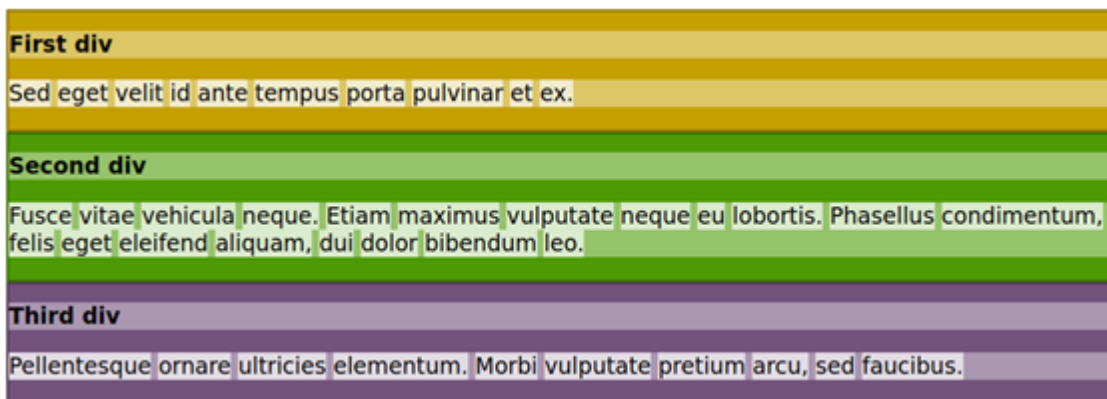 First div
Sed eget velit id ante tempus porta pulvinar et ex.
Second div
Fusce vitae vehicula neque. Etiam maximus vulputate neque eu lobortis. Phasellus condimentum,
felis eget eleifend aliquam, dui dolor bibendum leo.
Third div
Pellentesque ornare ultricies elementum. Morbi vulputate pretium arcu, sed faucibus.